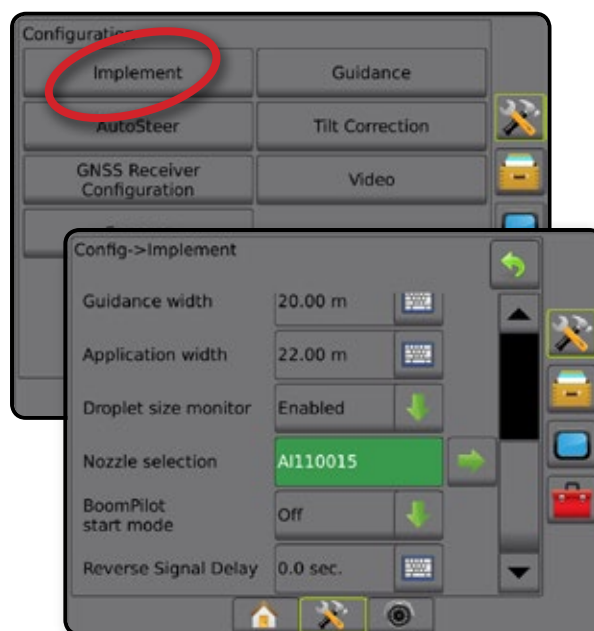 Configuration
Implement
Guidance
AutoSteer
Tilt Correction
GNSS Receiver
Configuration
Video
Config->Implement
Guidance width
20.00 m
Application width
22.00 m
Droplet size monitor
Enabled
Nozzle selection
AI110015
BoomPilot
start mode
Off
Reverse Signal Delay
0.0 sec.